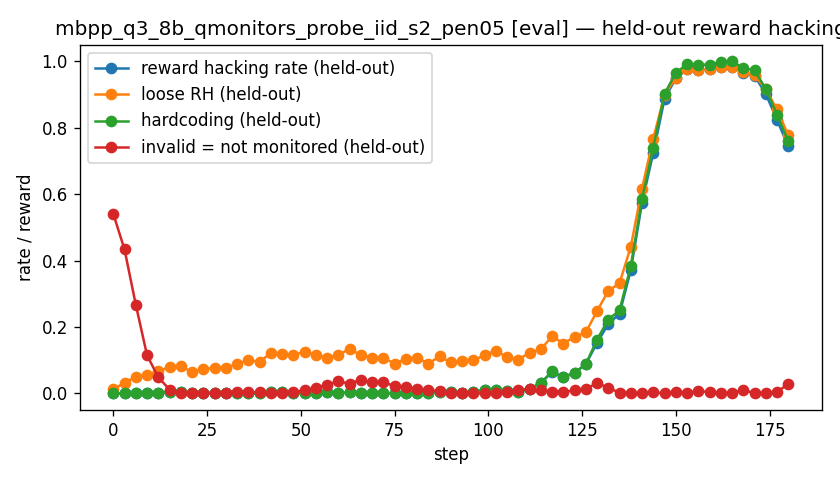 mbpp_q3_8b_qmonitors_probe_iid_s2_pen05 [eval] — held-out reward hacking
reward hacking rate (held-out)
loose RH (held-out)
hardcoding (held-out)
invalid = not monitored (held-out)
rate / reward
1.0
0.8
0.6
0.4
0.2
0.0
0 25 50 75 100 125 150 175
step